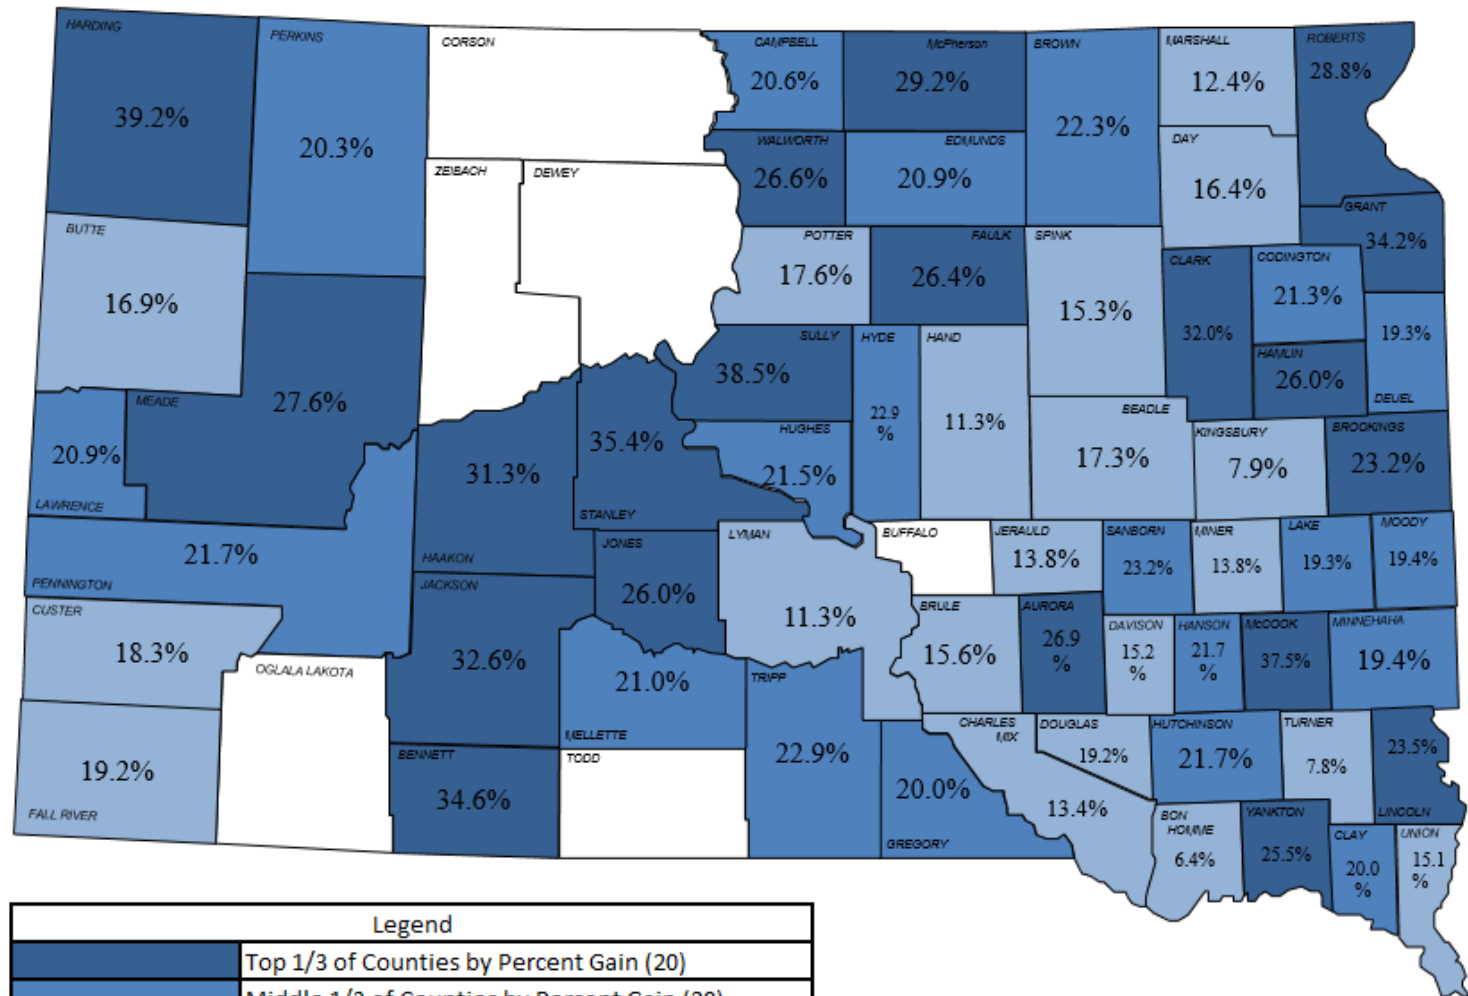 HARDING
39.2%
PERKINS
20.3%
CORSON
CAMPBELL
20.6%
McPherson
29.2%
BROWN
22.3%
MARSHALL
12.4%
ROBERTS
28.8%
WALWORTH
26.6%
EDMUNDS
20.9%
DAY
16.4%
ZEIBACH
DEWEY
GRANT
34.2%
BUTTE
16.9%
POTTER
17.6%
FAULK
26.4%
SPINK
15.3%
CLARK
32.0%
CODINGTON
21.3%
19.3%
DEUEL
HAMLIN
26.0%
MEADE
27.6%
SULLY
38.5%
HYDE
22.9
%
HAND
11.3%
BEADLE
17.3%
KINGSBURY
7.9%
BROOKINGS
23.2%
20.9%
LAWRENCE
31.3%
HAAKON
35.4%
STANLEY
HUGHES
21.5%
21.7%
PENNINGTON
JONES
26.0%
LYMAN
11.3%
BUFFALO
JERAULD
13.8%
SANBORN
23.2%
MINER
13.8%
LAKE
19.3%
MOODY
19.4%
CUSTER
18.3%
JACKSON
32.6%
BRULE
15.6%
AURORA
26.9
%
DAVISON
15.2
%
HANSON
21.7
%
McCOOK
37.5%
MINNEHAHA
19.4%
OGLALA LAKOTA
21.0%
MELLETTE
TRIPP
22.9%
19.2%
FALL RIVER
BENNETT
34.6%
TODD
20.0%
GREGORY
CHARLES
MIX
13.4%
DOUGLAS
19.2%
HUTCHINSON
21.7%
TURNER
7.8%
23.5%
LINCOLN
BON
HOMME
6.4%
YANKTON
25.5%
CLAY
20.0
%
UNION
15.1
%
Legend
Top 1/3 of Counties by Percent Gain (20)
Middle 1/3 of Counties by Percent Gain (20)